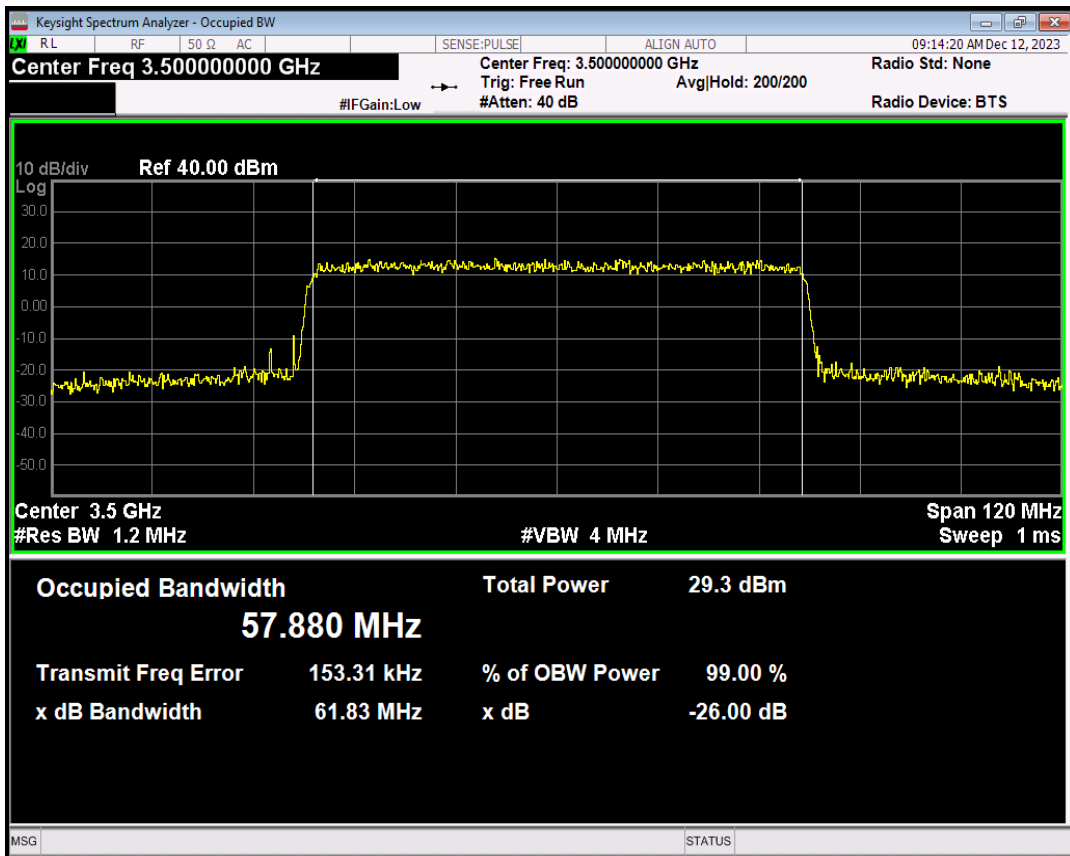 Keysight Spectrum Analyzer - Occupied BW
LXI RL RF 50 Ω AC SENSE:PULSE ALIGN AUTO 09:14:20 AM Dec 12, 2023
Center Freq 3.500000000 GHz Center Freq: 3.500000000 GHz Radio Std: None
Trig: Free Run Avg|Hold: 200/200
#IFGain:Low #Atten: 40 dB Radio Device: BTS
10 dB/div Ref 40.00 dBm
Log
30.0
20.0
10.0
0.00
-10.0
-20.0
-30.0
-40.0
-50.0
Center 3.5 GHz Span 120 MHz
#Res BW 1.2 MHz #VBW 4 MHz Sweep 1 ms
Occupied Bandwidth Total Power 29.3 dBm
57.880 MHz
Transmit Freq Error 153.31 kHz % of OBW Power 99.00 %
x dB Bandwidth 61.83 MHz x dB -26.00 dB
MSG STATUS